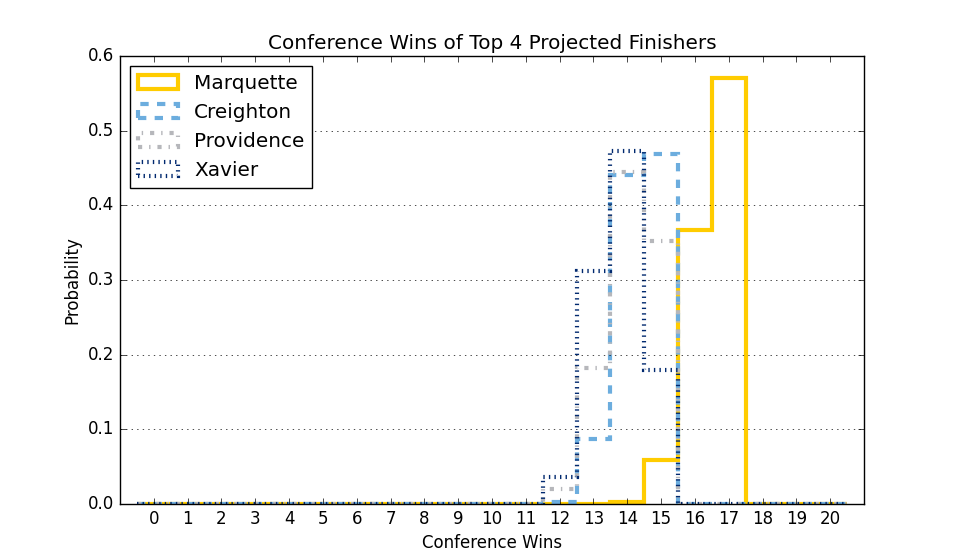 Conference Wins of Top 4 Projected Finishers
0.6
0.5
0.4
0.3
0.2
0.1
0.0
Probability
Marquette
Creighton
Providence
Xavier
0 1 2 3 4 5 6 7 8 9 10 11 12 13 14 15 16 17 18 19 20
Conference Wins